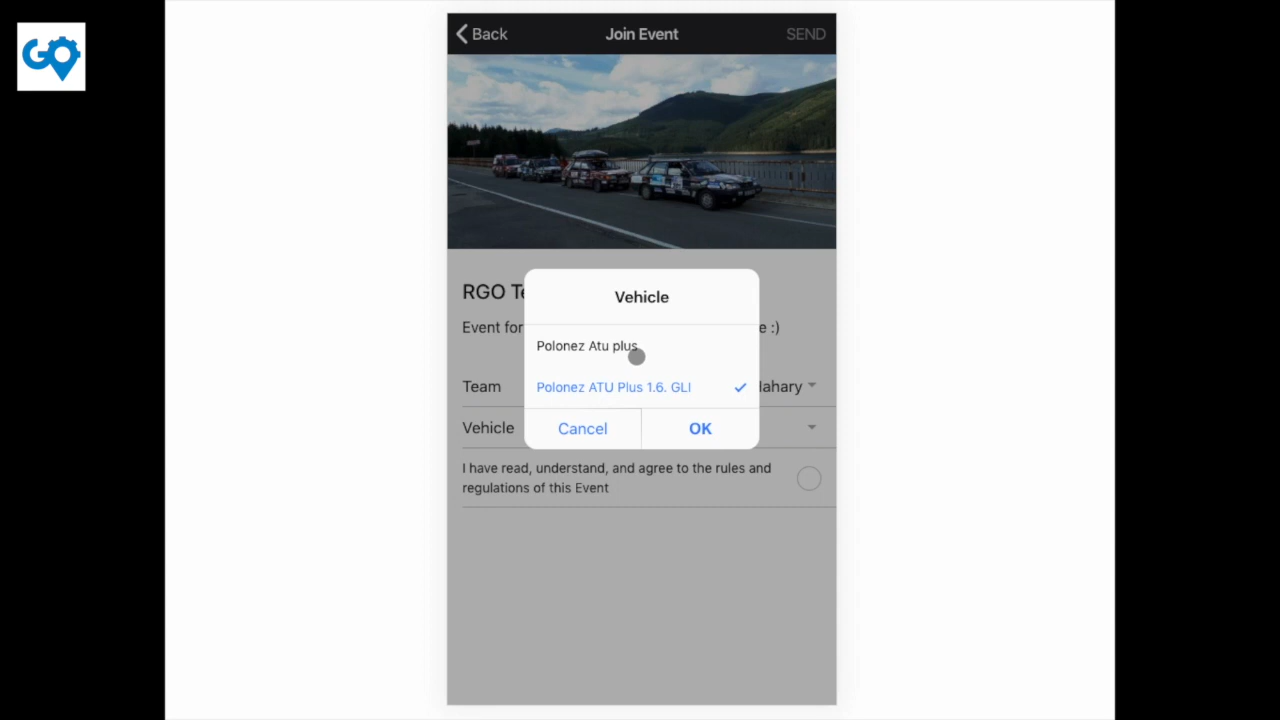 GO
Back
Join Event
SEND
RGO
Event for
e :)
Vehicle
Polonez Atu plus
Polonez ATU Plus 1.6. GLI
Cancel
OK
Team
lahary
Vehicle
I have read, understand, and agree to the rules and
regulations of this Event